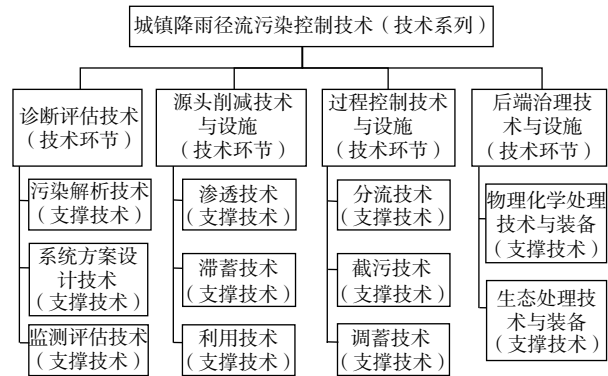 城镇降雨径流污染控制技术（技术系列）
诊断评估技术
（技术环节）
污染解析技术
（支撑技术）
系统方案设
计技术
（支撑技术）
监测评估技术
（支撑技术）
源头削减技术
与设施
（技术环节）
渗透技术
（支撑技术）
滞蓄技术
（支撑技术）
利用技术
（支撑技术）
过程控制技术
与设施
（技术环节）
分流技术
（支撑技术）
截污技术
（支撑技术）
调蓄技术
（支撑技术）
后端治理技
术与设施
（技术环节）
物理化学处理
技术与装备
（支撑技术）
生态处理技
术与装备
（支撑技术）